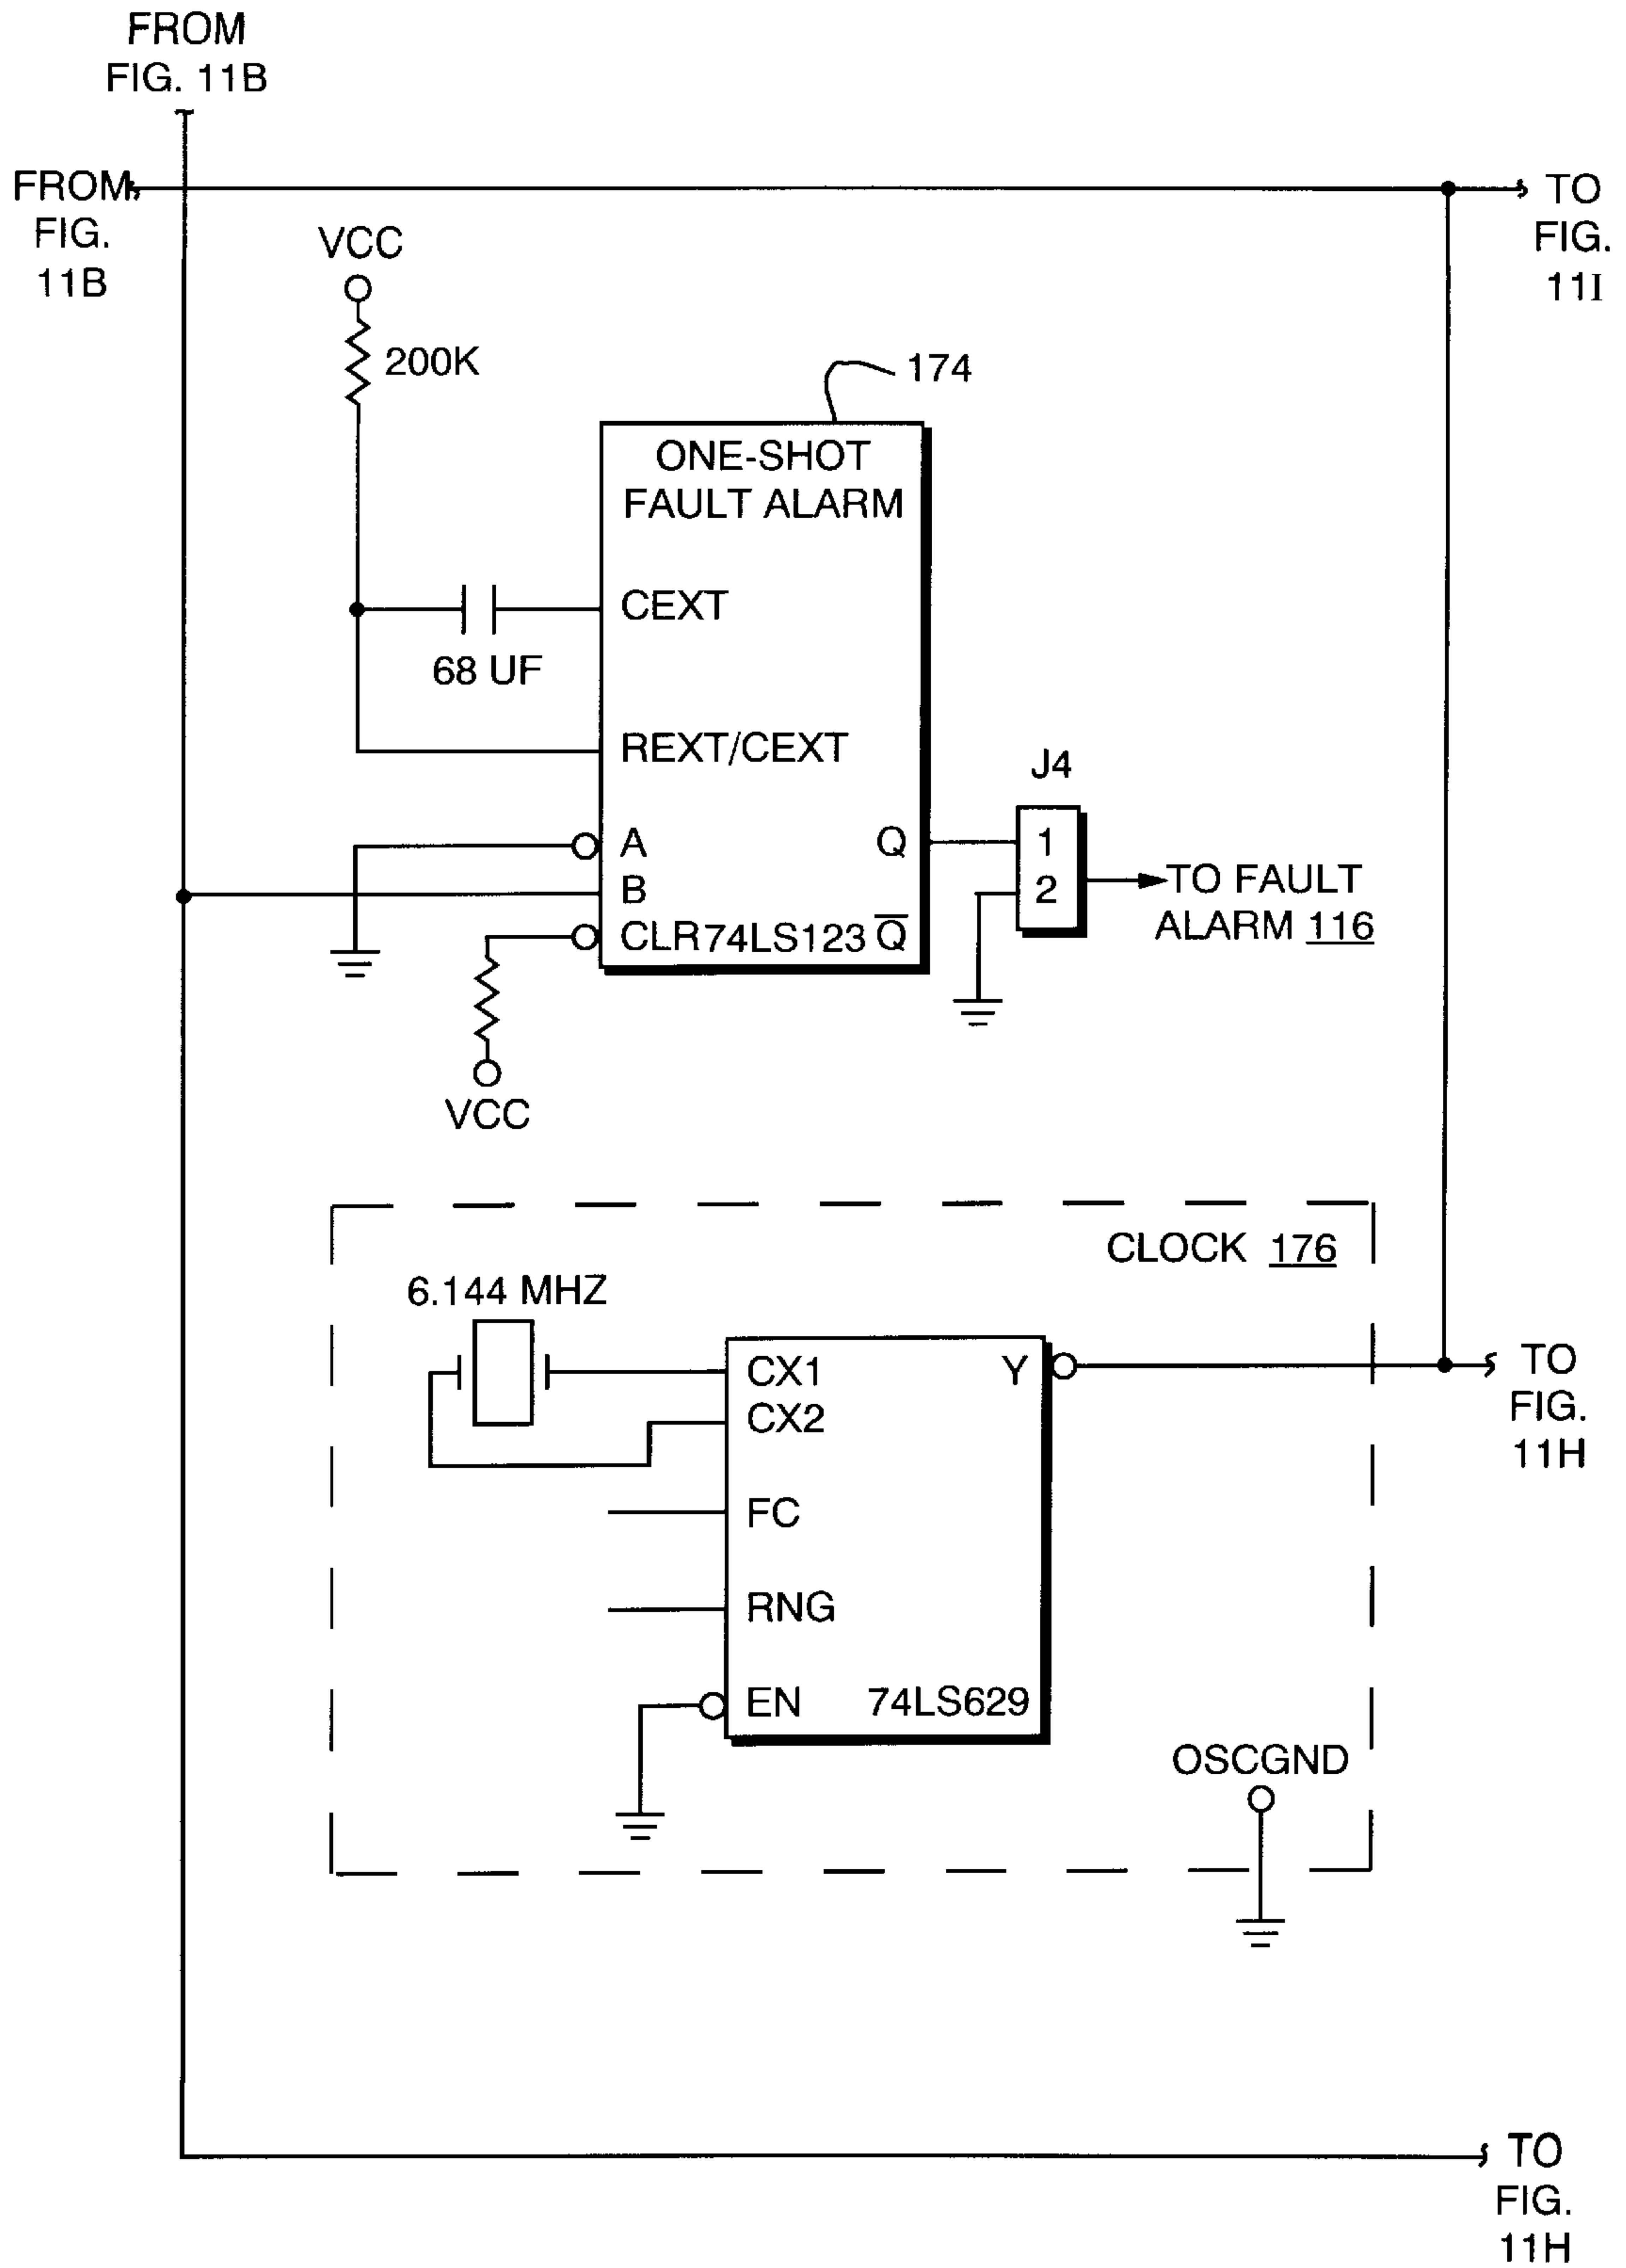 FROM
FIG. 11B
FROM
FIG.
11B
TO
FIG.
11I
VCC
200K
174
ONE-SHOT
FAULT ALARM
CEXT
68 UF
REXT/CEXT
J4
A
Q
1
B
2
TO FAULT
ALARM 116
CLR 74LS123 Q̅
VCC
CLOCK 176
6.144 MHZ
CX1
Y
CX2
TO
FIG.
11H
FC
RNG
EN
74LS629
OSCGND
TO
FIG.
11H